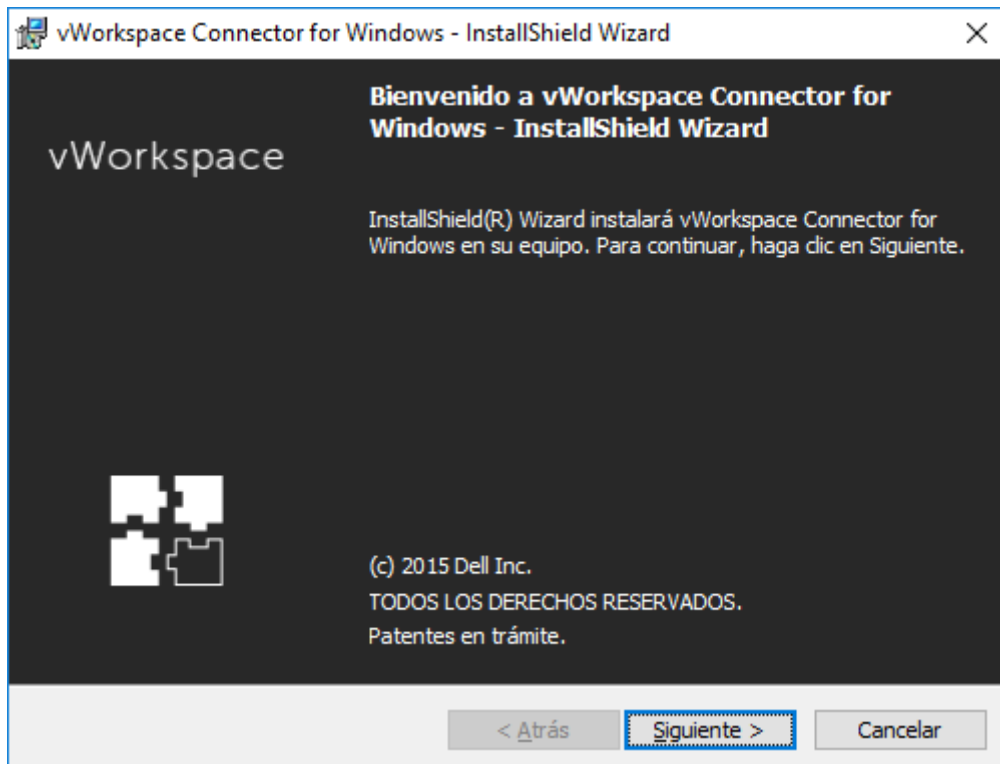 vWorkspace Connector for Windows - InstallShield Wizard
Bienvenido a vWorkspace Connector for
Windows - InstallShield Wizard
vWorkspace
InstallShield(R) Wizard instalará vWorkspace Connector for
Windows en su equipo. Para continuar, haga clic en Siguiente.
(c) 2015 Dell Inc.
TODOS LOS DERECHOS RESERVADOS.
Patentes en trámite.
< Atrás
Siguiente >
Cancelar